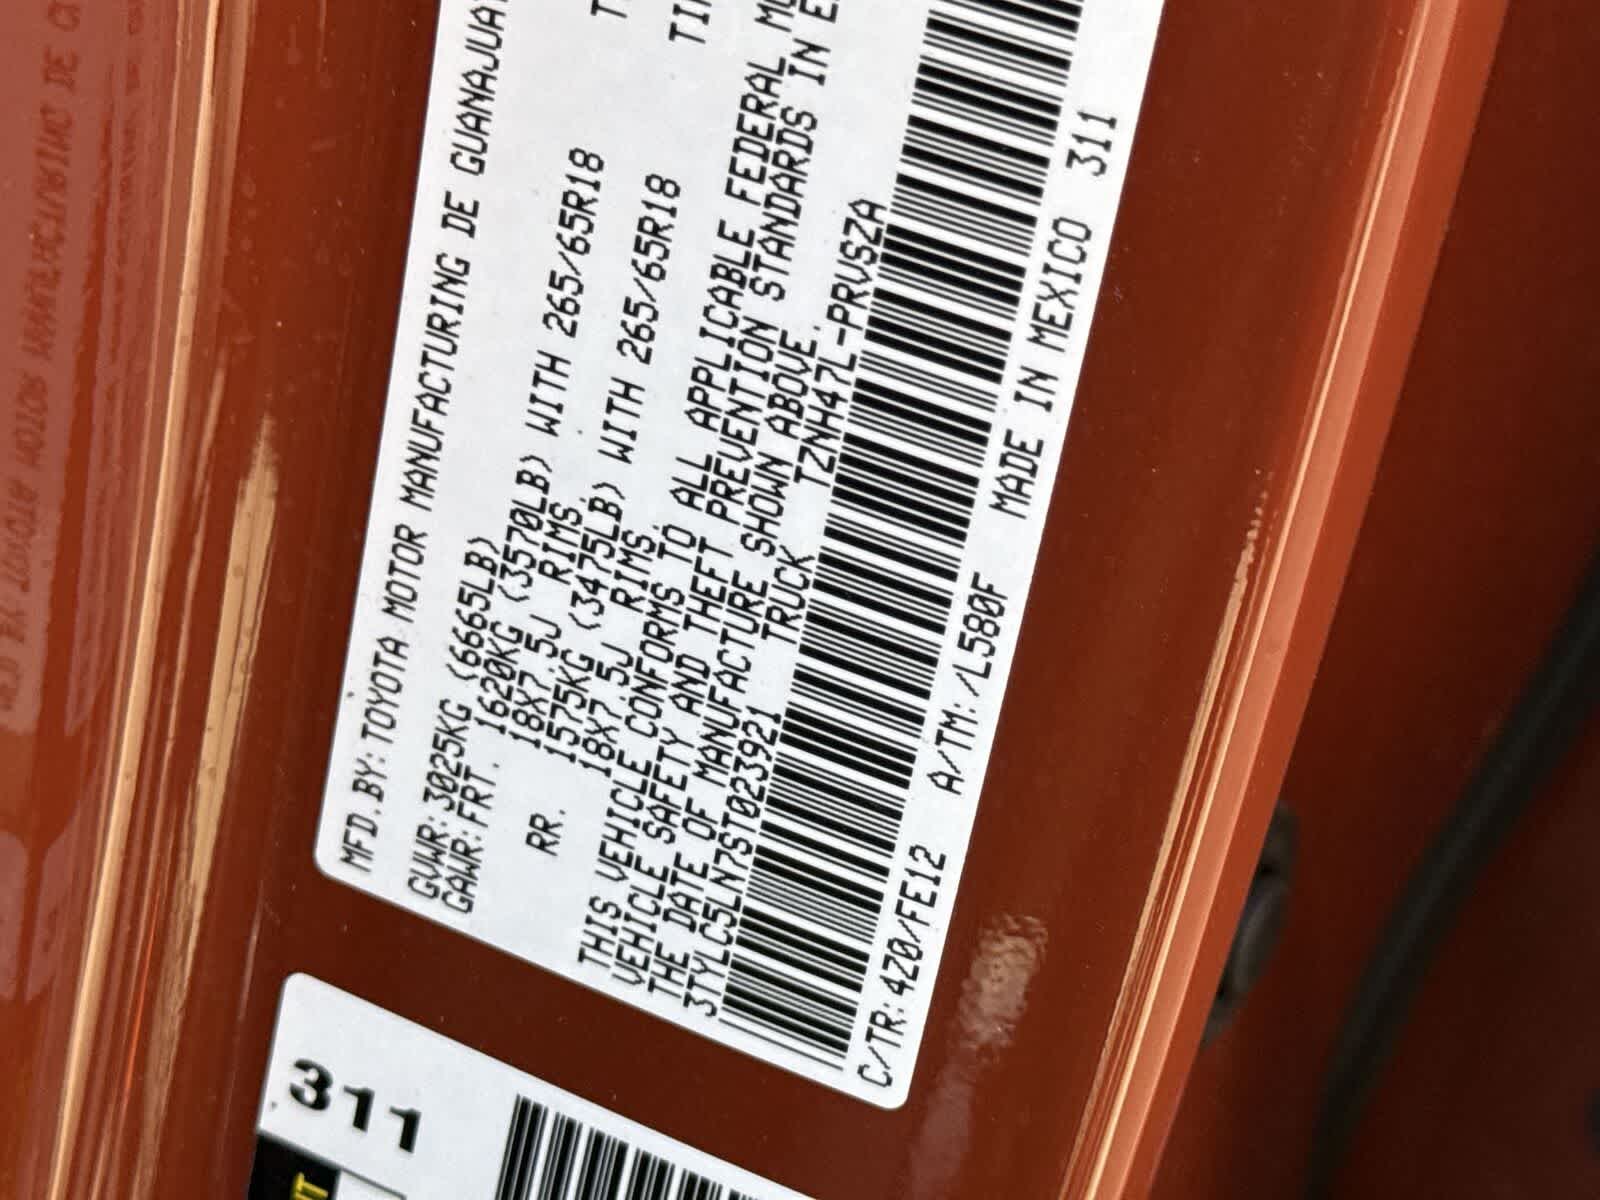 MFD.BY:TOYOTA MOTOR MANUFACTURING DE GUANAJUAT
GVWR:3025KG (6665LB)
GAWR:FRT. 1620KG (3570LB) WITH 265/65R18
18X7.5J RIMS,
RR. 1575KG (3475LB) WITH 265/65R18
18X7.5J RIMS,
THIS VEHICLE CONFORMS TO ALL APPLICABLE FEDERAL MO
VEHICLE SAFETY AND THEFT PREVENTION STANDARDS IN E
THE DATE OF MANUFACTURE SHOWN ABOVE.
3TYLC5LN7ST023921 TRUCK TZNH47L-PRVSZA
C/TR:4Z0/FE12 A/TM:/L580F MADE IN MEXICO 311
311